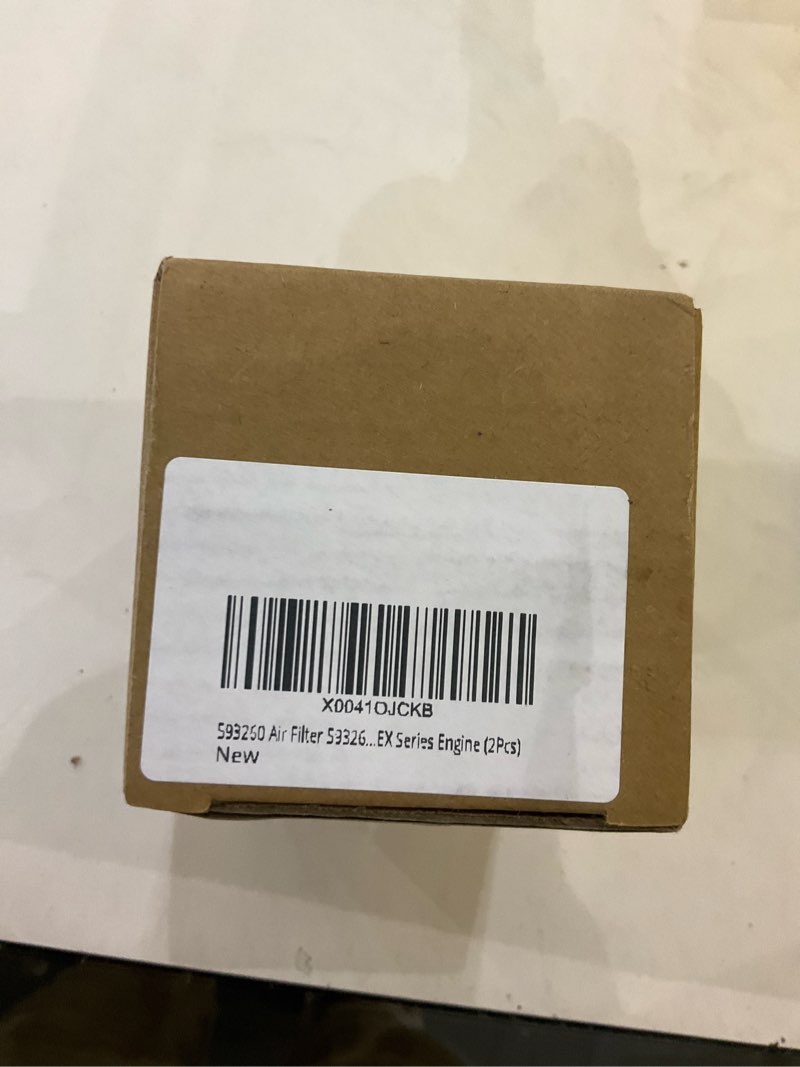 X0041OJCKB
593260 Air Filter 59326...EX Series Engine (2Pcs)
New